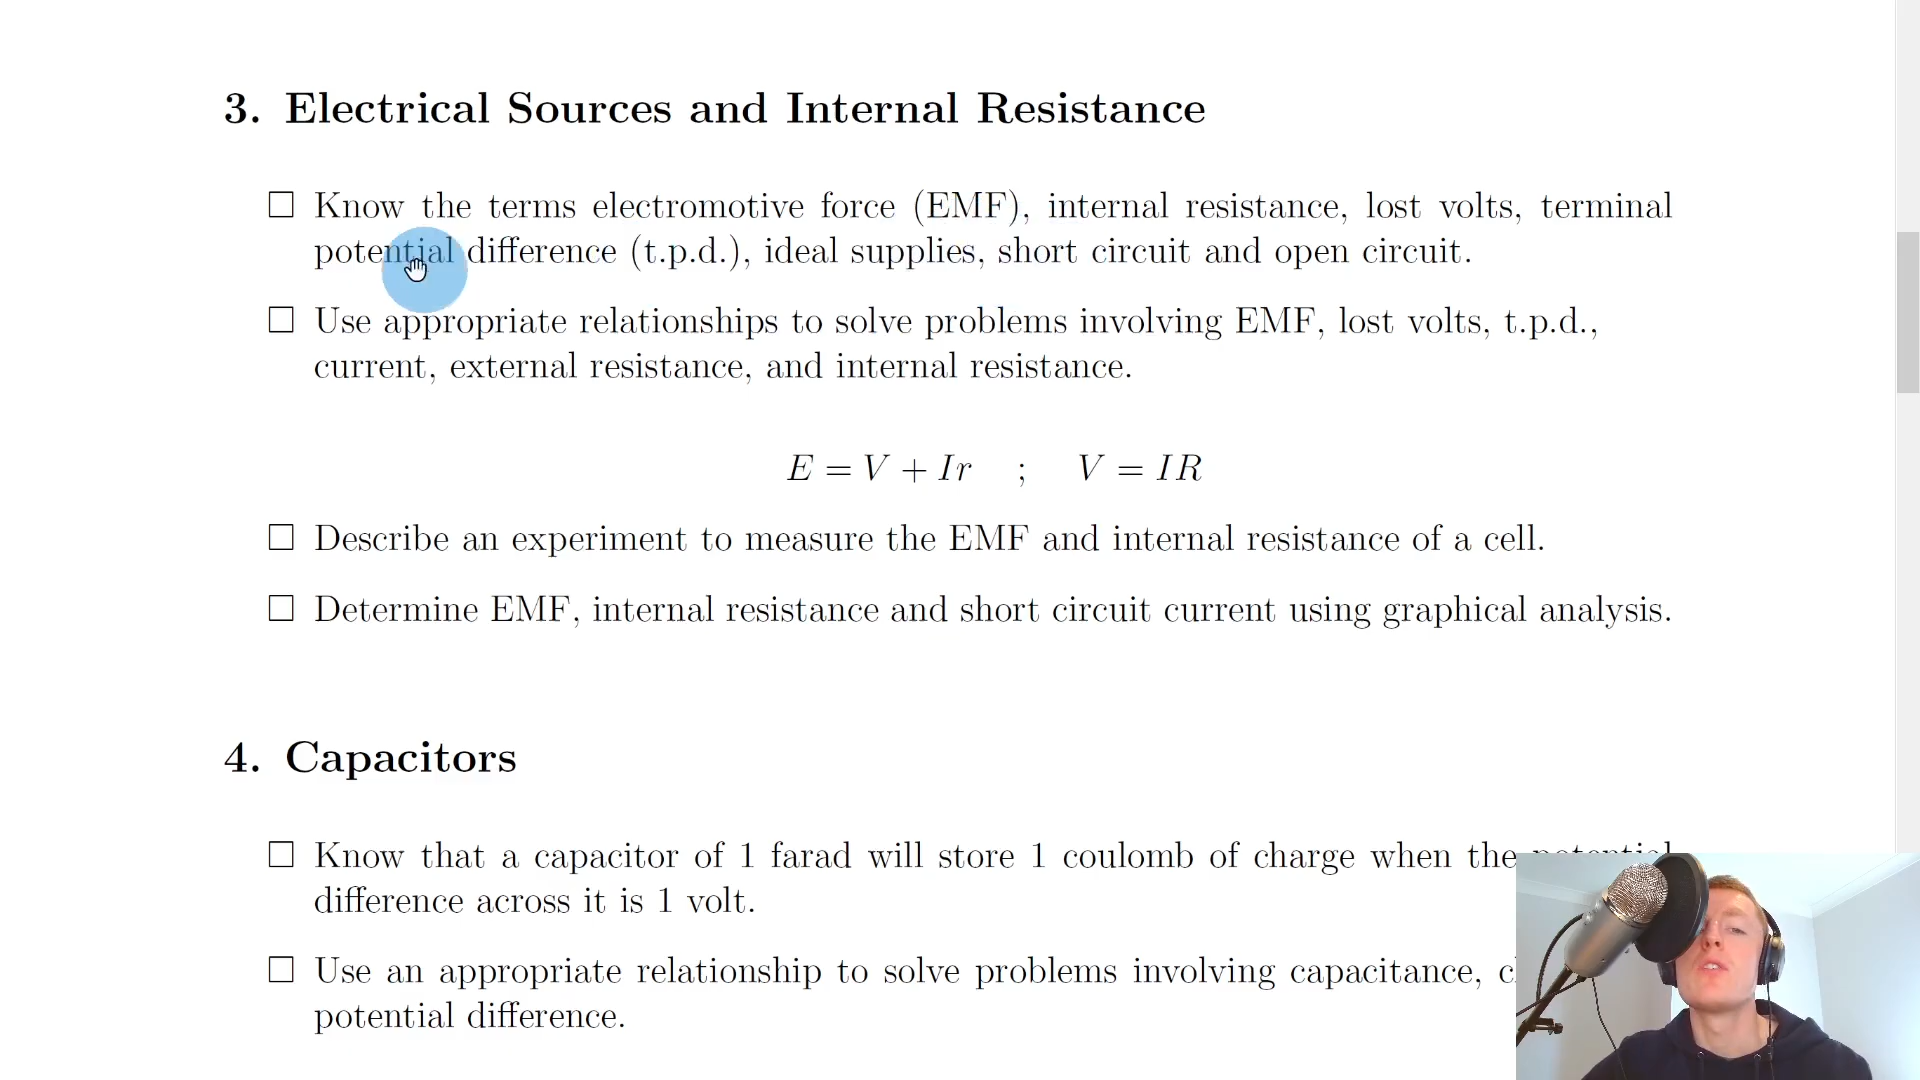 3. Electrical Sources and Internal Resistance
Know the terms electromotive force (EMF), internal resistance, lost volts, terminal
potential difference (t.p.d.), ideal supplies, short circuit and open circuit.
Use appropriate relationships to solve problems involving EMF, lost volts, t.p.d.,
current, external resistance, and internal resistance.
E = V + Ir ; V = IR
Describe an experiment to measure the EMF and internal resistance of a cell.
Determine EMF, internal resistance and short circuit current using graphical analysis.
4. Capacitors
Know that a capacitor of 1 farad will store 1 coulomb of charge when the potential
difference across it is 1 volt.
Use an appropriate relationship to solve problems involving capacitance,
potential difference.